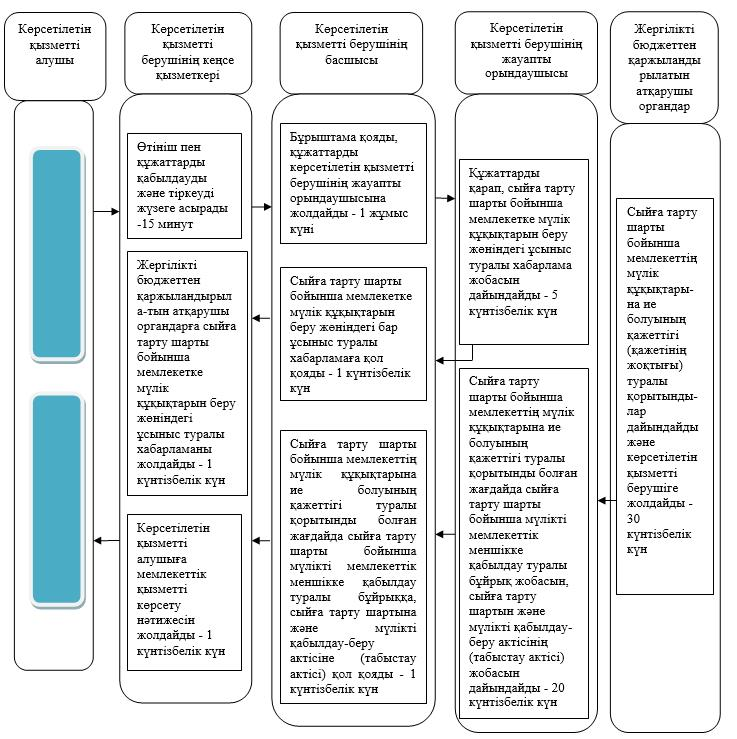 Көрсетілетін
қызметті
алушы
Көрсетілетін
қызметті
берушінің кеңсе
қызметкері
Көрсетілетін
қызметті
берушінің
басшысы
Көрсетілетін
қызметті берушінің
жауапты
орындаушысы
Жергілікті
бюджеттен
қаржыланды
рылатын
атқарушы
органдар
Өтініш пен
құжаттарды
қабылдауды
және тіркеуді
жүзеге асырады
-15 минут
Жергілікті
бюджеттен
қаржыландырыл
а-тын атқарушы
органдарға сыйға
тарту шарты
бойынша
мемлекетке
мүлік
құқықтарын беру
жөніндегі
ұсыныс туралы
хабарламаны
жолдайды - 1
күнтізбелік күн
Көрсетілетін
қызметті
алушыға
мемлекеттік
қызметті
көрсету
нәтижесін
жолдайды - 1
күнтізбелік күн
Бұрыштама қояды,
құжаттарды
көрсетілетін қызметті
берушінің жауапты
орындаушысына
жолдайды - 1 жұмыс
күні
Сыйға тарту шарты
бойынша мемлекетке
мүлік құқықтарын
беру жөніндегі бар
ұсыныс туралы
хабарламаға қол
қояды - 1 күнтізбелік
күн
Сыйға тарту шарты
бойынша мемлекеттің
мүлік құқықтарына
ие болуының
қажеттігі туралы
қорытынды болған
жағдайда сыйға тарту
шарты бойынша
мүлікті мемлекеттік
меншікке қабылдау
туралы бұйрыққа,
сыйға тарту шартына
және мүлікті
қабылдау-беру
актісіне (табыстау
актісі) қол қояды - 1
күнтізбелік күн
Құжаттарды
қарап, сыйға тарту
шарты бойынша
мемлекетке мүлік
құқықтарын беру
жөніндегі ұсыныс
туралы хабарлама
жобасын
дайындайды - 5
күнтізбелік күн
Сыйға тарту
шарты бойынша
мемлекеттің мүлік
құқықтарына ие
болуының
қажеттігі туралы
қорытынды болған
жағдайда сыйға
тарту шарты
бойынша мүлікті
мемлекеттік
меншікке
қабылдау туралы
бұйрық жобасын,
сыйға тарту
шартын және
мүлікті қабылдау-
беру актісінің
(табыстау актісі)
жобасын
дайындайды - 20
күнтізбелік күн
Сыйға тарту
шарты
бойынша
мемлекеттің
мүлік
құқықтары-
на ие
болуының
қажеттігі
(қажетінің
жоқтығы)
туралы
қорытынды-
лар
дайындайды
және
көрсетілетін
қызметті
берушіге
жолдайды -
30
күнтізбелік
күн